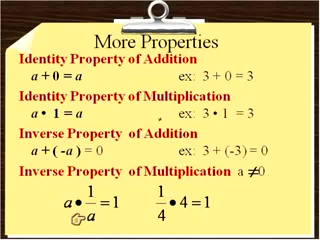 More Properties
Identity Property of Addition
a + 0 = a ex: 3 + 0 = 3
Identity Property of Multiplication
a • 1 = a ex: 3 • 1 = 3
Inverse Property of Addition
a + ( -a ) = 0 ex: 3 + (-3) = 0
Inverse Property of Multiplication a ≠0
a • 1/a = 1 1/4 • 4 = 1